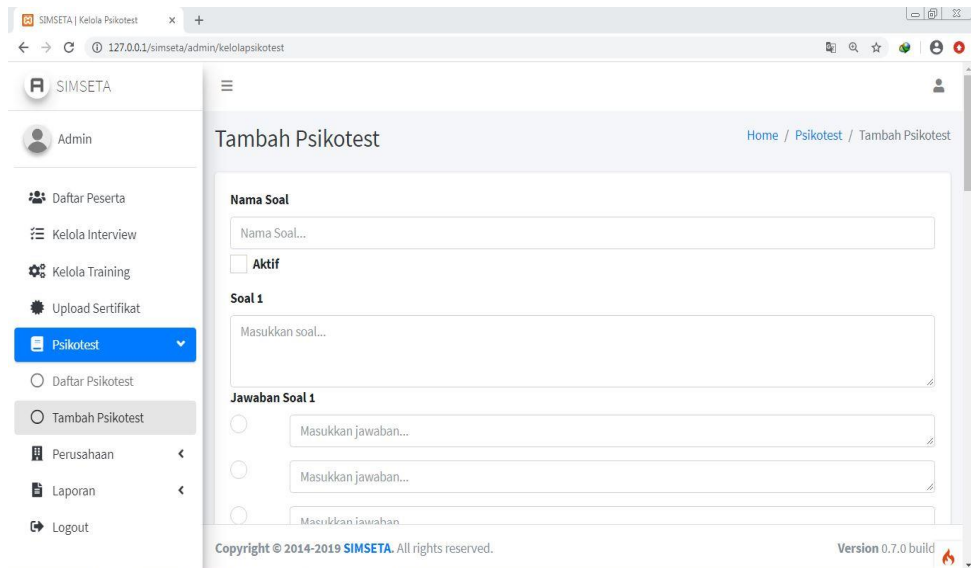 SIMSETA | Kelola Psikotest
127.0.0.1/simseta/admin/kelolapsikotest
SIMSETA
Admin
Daftar Peserta
Kelola Interview
Kelola Training
Upload Sertifikat
Psikotest
Daftar Psikotest
Tambah Psikotest
Perusahaan
Laporan
Logout
Tambah Psikotest
Home / Psikotest / Tambah Psikotest
Nama Soal
Nama Soal...
Aktif
Soal 1
Masukkan soal...
Jawaban Soal 1
Masukkan jawaban...
Masukkan jawaban...
Masukkan jawaban
Copyright © 2014-2019 SIMSETA. All rights reserved.
Version 0.7.0 build